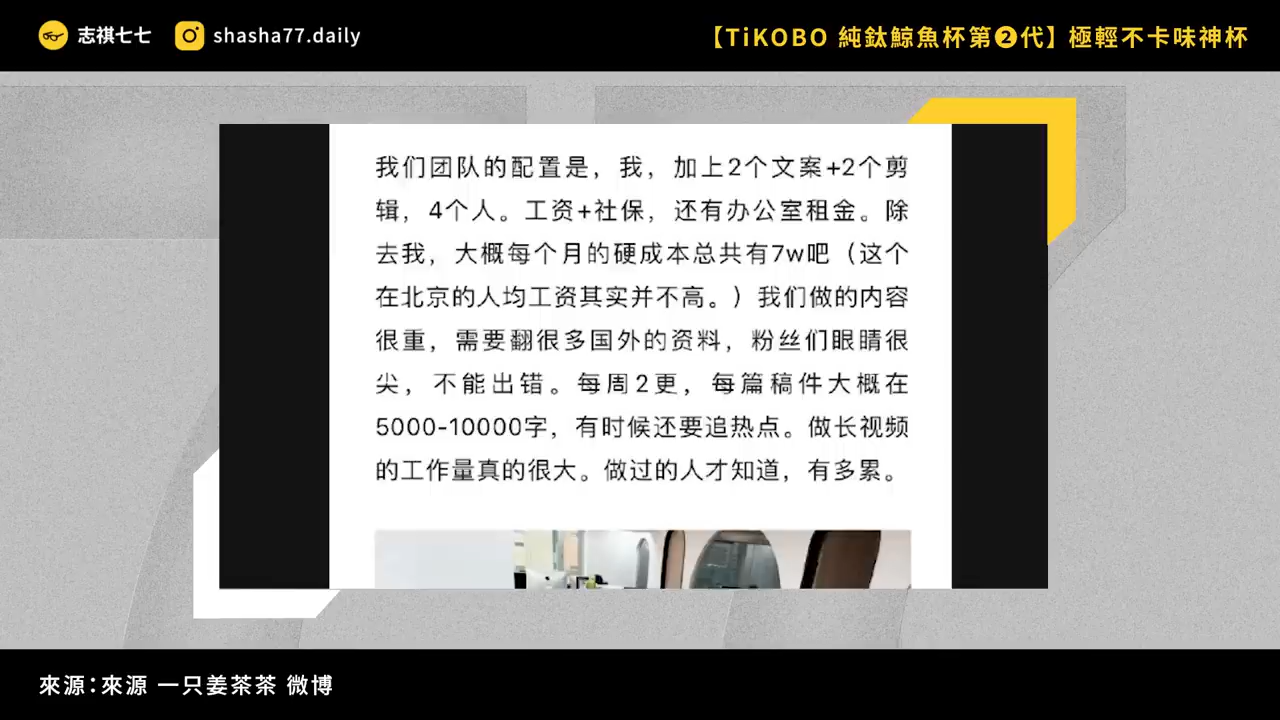 志祺七七 shasha77.daily 【TiKOBO 純鈦鯨魚杯第❷代】極輕不卡味神杯
我们团队的配置是，我，加上2个文案+2个剪
辑，4个人。工资+社保，还有办公室租金。除
去我，大概每个月的硬成本总共有7w吧（这个
在北京的人均工资其实并不高。）我们做的内容
很重，需要翻很多国外的资料，粉丝们眼睛很
尖，不能出错。每周2更，每篇稿件大概在
5000-10000字，有时候还要追热点。做长视频
的工作量真的很大。做过的人才知道，有多累。
來源：來源 一只姜茶茶 微博